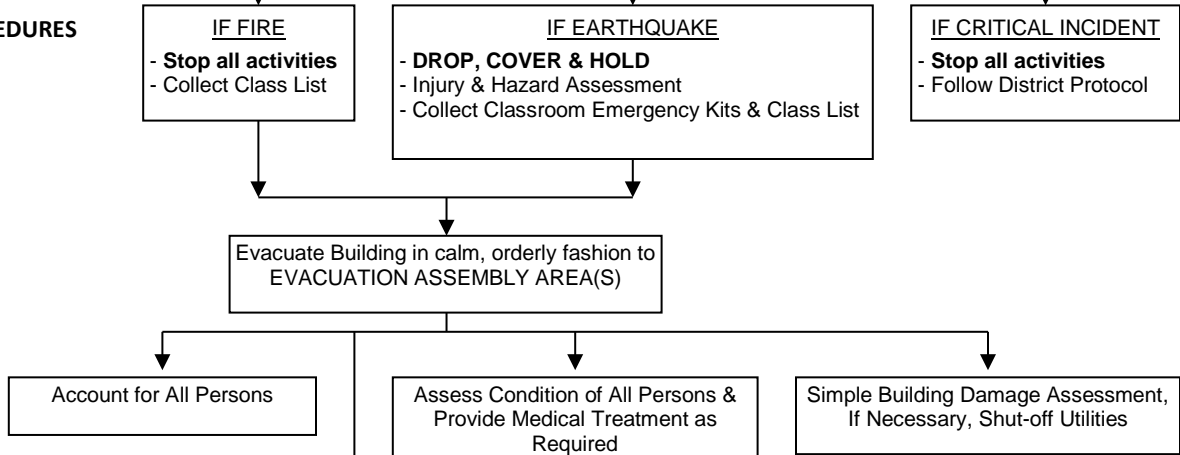 EDURES
IF FIRE
- Stop all activities
- Collect Class List
IF EARTHQUAKE
- DROP, COVER & HOLD
- Injury & Hazard Assessment
- Collect Classroom Emergency Kits & Class List
IF CRITICAL INCIDENT
- Stop all activities
- Follow District Protocol
Evacuate Building in calm, orderly fashion to
EVACUATION ASSEMBLY AREA(S)
Account for All Persons
Assess Condition of All Persons &
Provide Medical Treatment as
Required
Simple Building Damage Assessment,
If Necessary, Shut-off Utilities